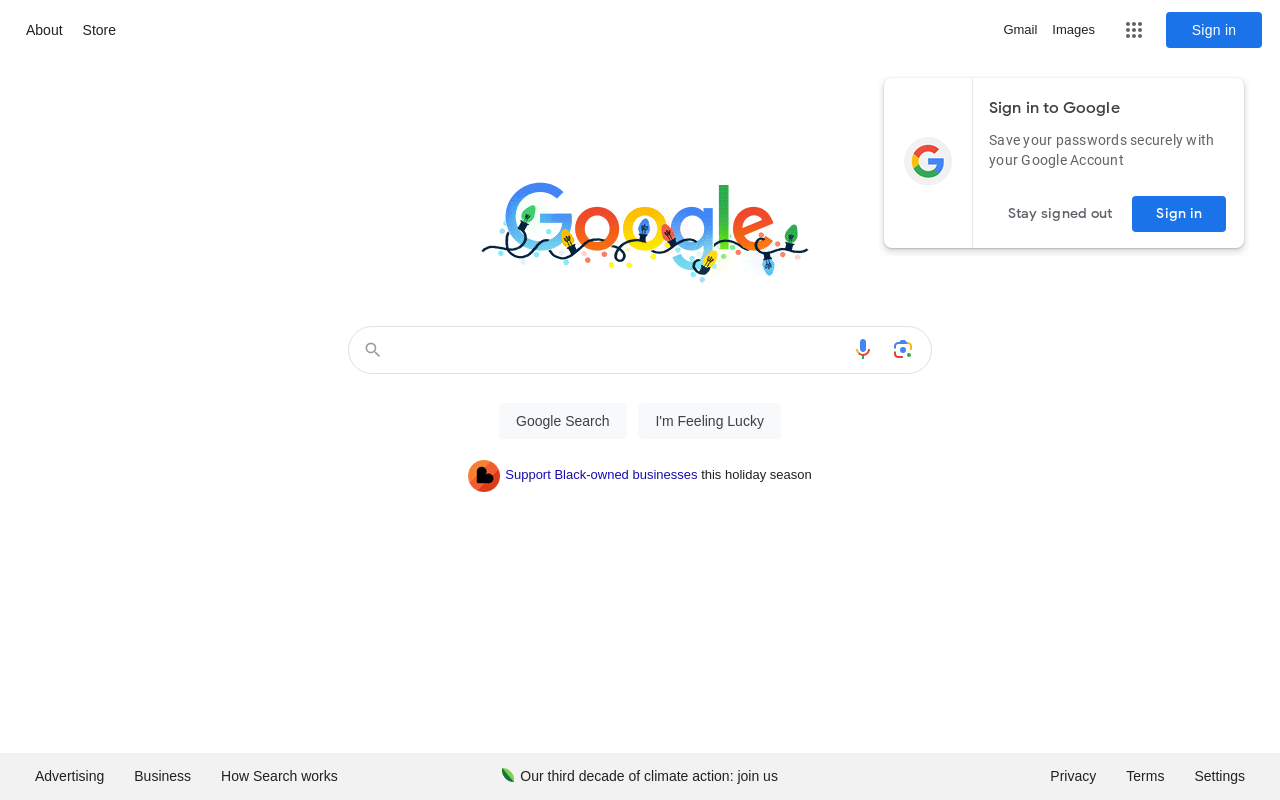 About Store
Gmail Images
Sign in
Sign in to Google
Save your passwords securely with
your Google Account
Stay signed out
Sign in
Google
Google Search
I'm Feeling Lucky
Support Black-owned businesses this holiday season
Advertising Business How Search works
Our third decade of climate action: join us
Privacy Terms Settings